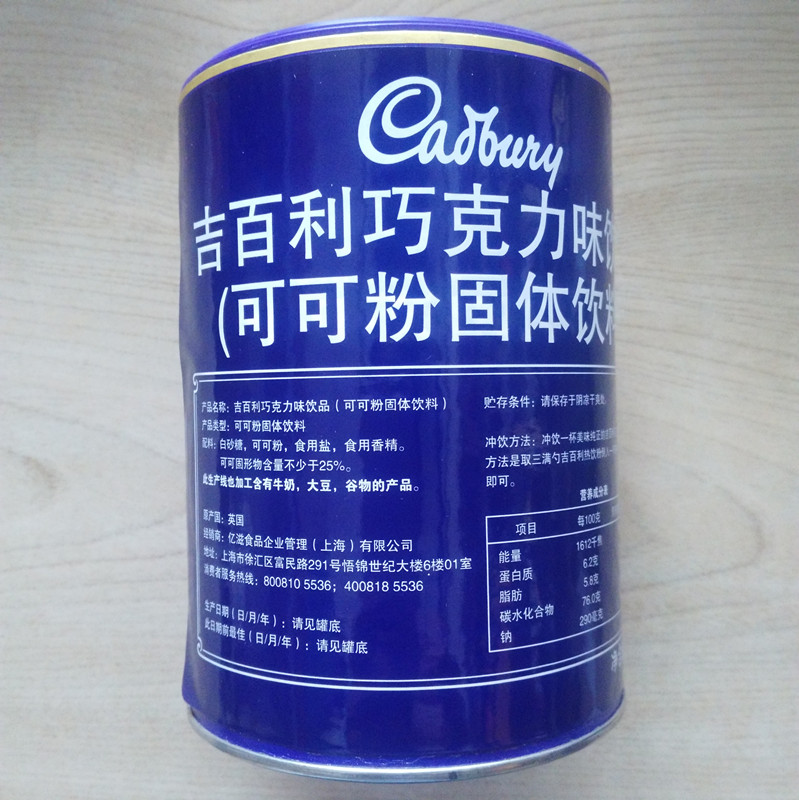 Cadbury
吉百利巧克力味饮
(可可粉固体饮料
产品名称：吉百利巧克力味饮品（可可粉固体饮料）
产品类型：可可粉固体饮料
配料：白砂糖，可可粉，食用盐，食用香精。
可可固形物含量不少于25%。
此生产线也加工含有牛奶，大豆，谷物的产品。
原产国：英国
经销商：亿滋食品企业管理（上海）有限公司
地址：上海市徐汇区富民路291号悟锦世纪大楼6楼01室
消费者服务热线：800810 5536；400818 5536
生产日期（日/月/年）：请见罐底
此日期前最佳（日/月/年）：请见罐底
贮存条件：请保存于阴凉干爽处。
冲饮方法：冲饮一杯美味纯正的
方法是取三满勺吉百利热饮粉
即可。
营养成分表
项目 每100克
能量 1612千焦
蛋白质 6.2克
脂肪 5.8克
碳水化合物 76.0克
钠 290毫克
净